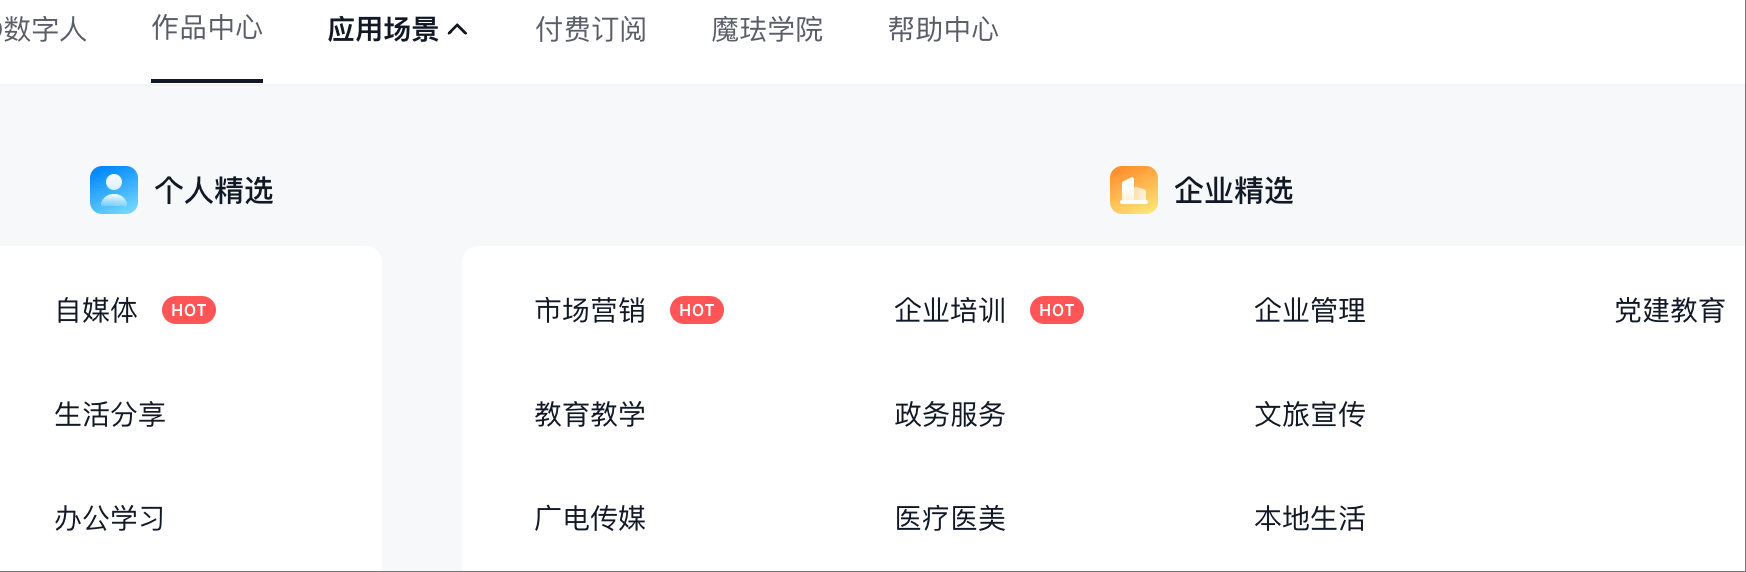 数字人 作品中心 应用场景 付费订阅 魔珐学院 帮助中心
个人精选 企业精选
自媒体 HOT 市场营销 HOT 企业培训 HOT 企业管理 党建教育
生活分享 教育教学 政务服务 文旅宣传
办公学习 广电传媒 医疗医美 本地生活